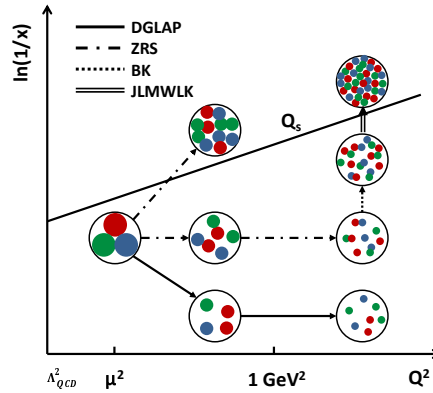 ln(1/x)
DGLAP
ZRS
BK
JLMWLK
Qs
Λ²QCD
μ²
1 GeV²
Q²